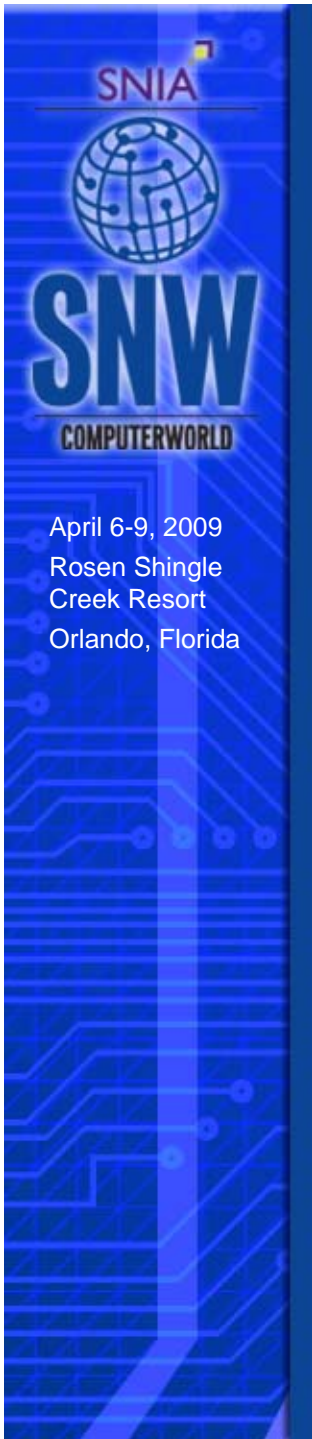 SNIA
SNW
COMPUTERWORLD
April 6-9, 2009
Rosen Shingle
Creek Resort
Orlando, Florida